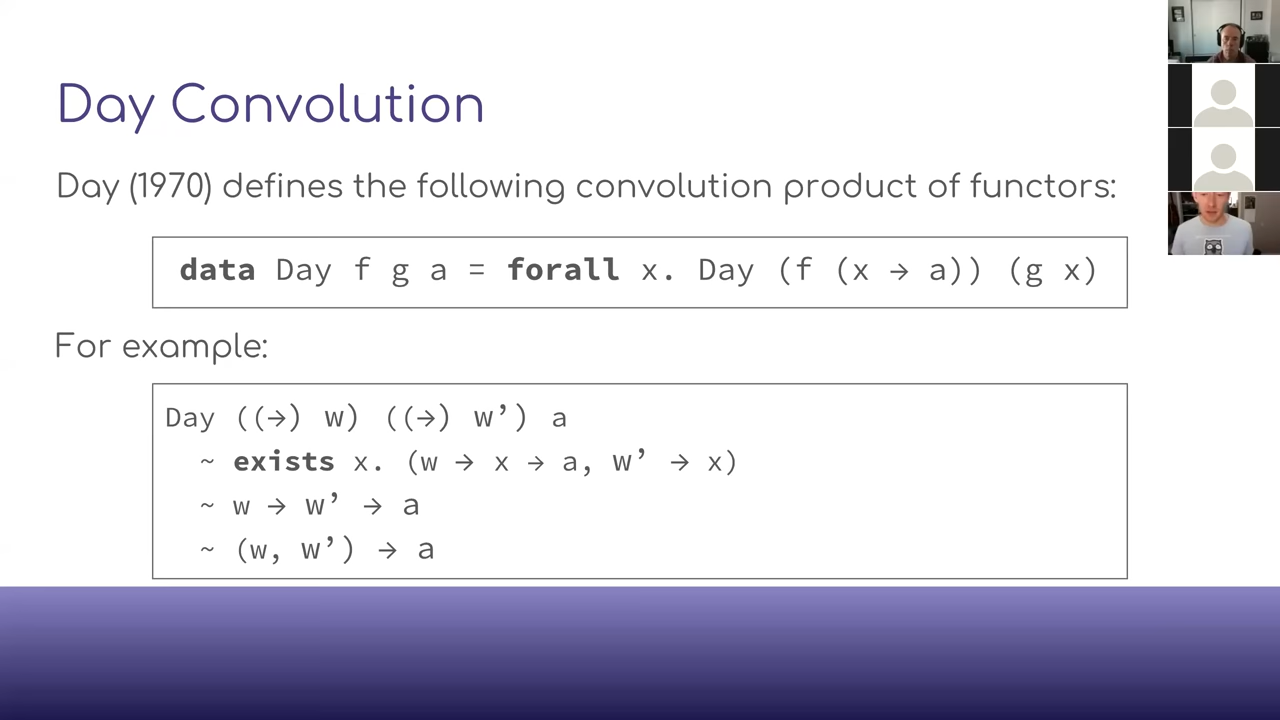 Day Convolution
Day (1970) defines the following convolution product of functors:
data Day f g a = forall x. Day (f (x → a)) (g x)
For example:
Day ((→) w) ((→) w’) a
~ exists x. (w → x → a, w’ → x)
~ w → w’ → a
~ (w, w’) → a